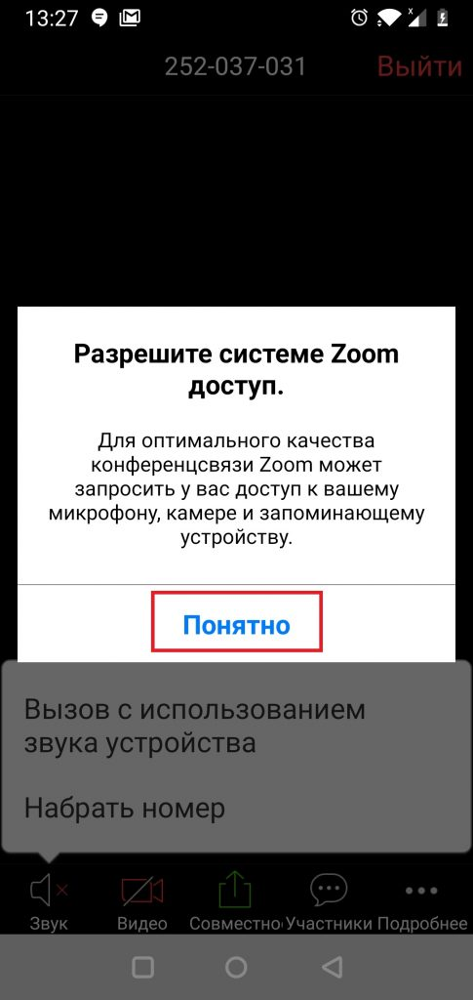 13:27
252-037-031 Выйти
Разрешите системе Zoom
доступ.
Для оптимального качества
конференцсвязи Zoom может
запросить у вас доступ к вашему
микрофону, камере и запоминающему
устройству.
Понятно
Вызов с использованием
звука устройства
Набрать номер
Звук Видео Совместно Участники Подробнее